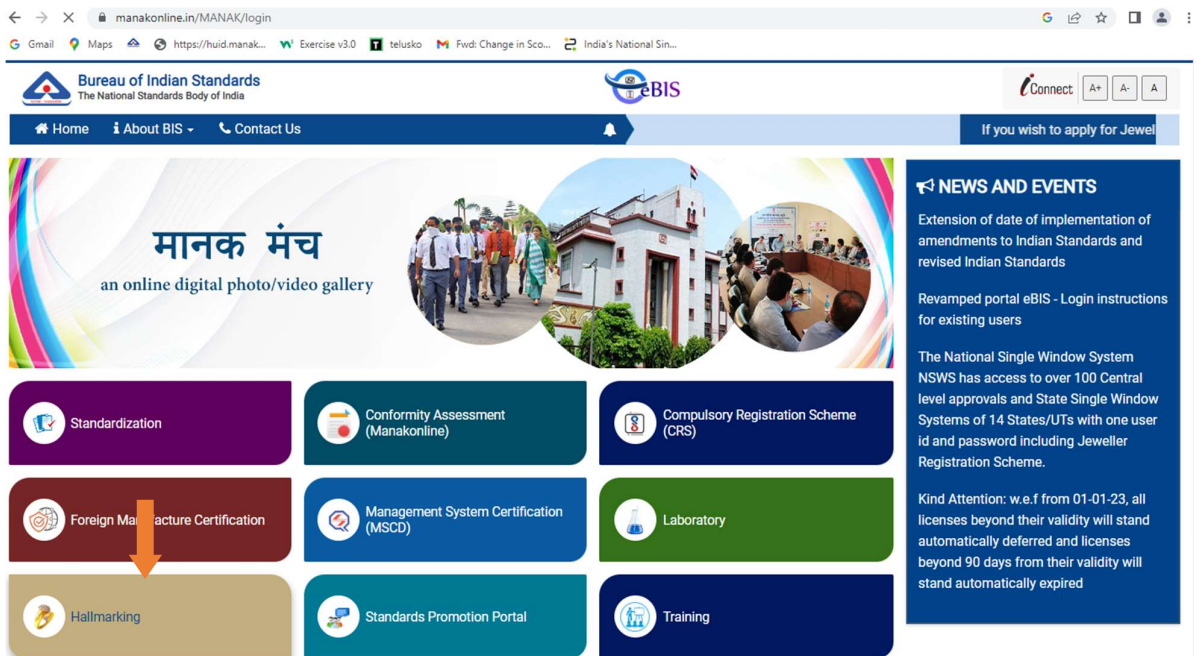 manakonline.in/MANAK/login
Gmail Maps https://huid.manak... Exercise v3.0 telusko Fwd: Change in Sco... India's National Sin...
Bureau of Indian Standards
The National Standards Body of India
eBIS
iConnect A+ A- A
Home About BIS Contact Us
If you wish to apply for Jewel
मानक मंच
an online digital photo/video gallery
NEWS AND EVENTS
Extension of date of implementation of
amendments to Indian Standards and
revised Indian Standards
Revamped portal eBIS - Login instructions
for existing users
The National Single Window System
NSWS has access to over 100 Central
level approvals and State Single Window
Systems of 14 States/UTs with one user
id and password including Jeweller
Registration Scheme.
Kind Attention: w.e.f from 01-01-23, all
licenses beyond their validity will stand
automatically deferred and licenses
beyond 90 days from their validity will
stand automatically expired
Standardization
Conformity Assessment
(Manakonline)
Compulsory Registration Scheme
(CRS)
Foreign Manufacture Certification
Management System Certification
(MSCD)
Laboratory
Hallmarking
Standards Promotion Portal
Training